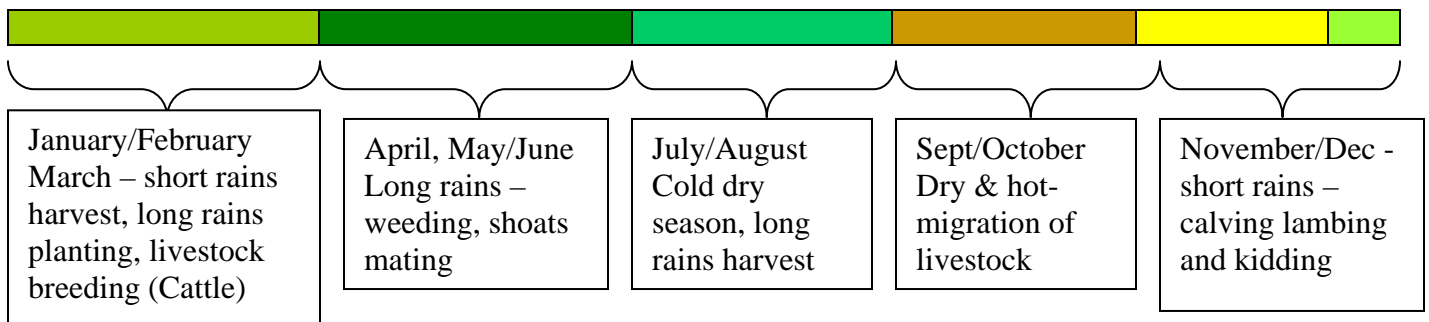 January/February
March – short rains
harvest, long rains
planting, livestock
breeding (Cattle)
April, May/June
Long rains –
weeding, shoats
mating
July/August
Cold dry
season, long
rains harvest
Sept/October
Dry & hot-
migration of
livestock
November/Dec -
short rains –
calving lambing
and kidding